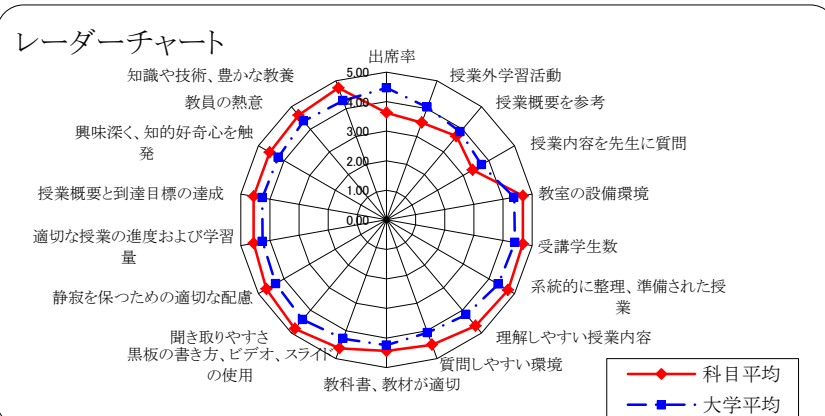 レーダーチャート
出席率
授業外学習活動
授業概要を参考
授業内容を先生に質問
教室の設備環境
受講学生数
系統的に整理、準備された授
業
理解しやすい授業内容
質問しやすい環境
教科書、教材が適切
黒板の書き方、ビデオ、スライド
の使用
聞き取りやすさ
静寂を保つための適切な配慮
適切な授業の進度および学習
量
授業概要と到達目標の達成
興味深く、知的好奇心を触
発
教員の熱意
知識や技術、豊かな教養
5.00
4.00
3.00
2.00
1.00
0.00
科目平均
大学平均